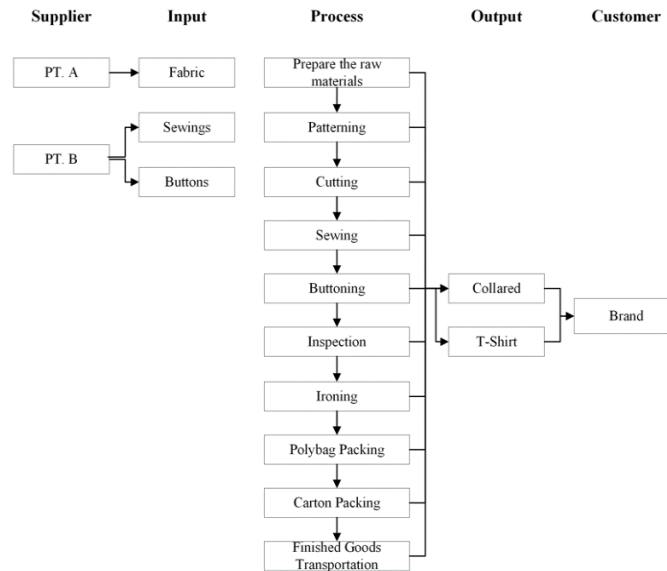 Supplier
Input
Process
Output
Customer
PT. A
Fabric
Prepare the raw
materials
Sewings
Patterning
PT. B
Buttons
Cutting
Sewing
Buttoning
Collared
Brand
Inspection
T-Shirt
Ironing
Polybag Packing
Carton Packing
Finished Goods
Transportation